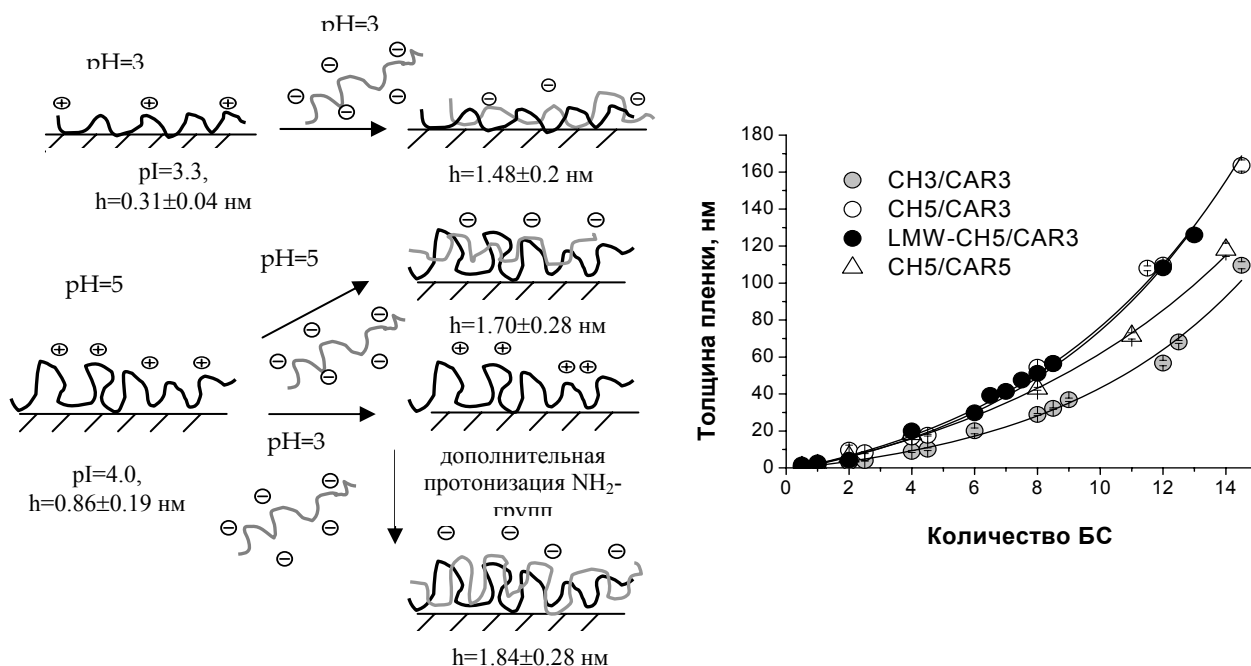 pH=3
pH=3
pI=3.3,
h=0.31±0.04 нм
h=1.48±0.2 нм
pH=5
pH=5
h=1.70±0.28 нм
pH=3
pI=4.0,
h=0.86±0.19 нм
дополнительная
протонизация NH₂-
групп
h=1.84±0.28 нм
Толщина пленки, нм
180
160
140
120
100
80
60
40
20
0
CH3/CAR3
CH5/CAR3
LMW-CH5/CAR3
CH5/CAR5
0 2 4 6 8 10 12 14
Количество БС